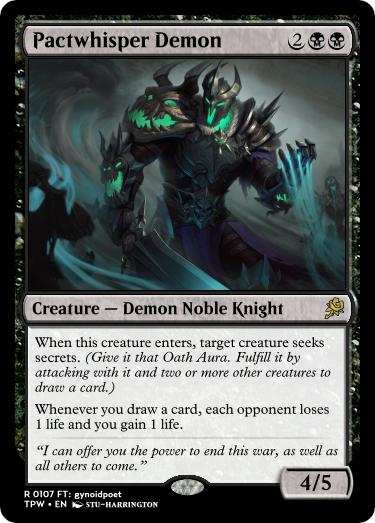 Pactwhisper Demon 2
Creature — Demon Noble Knight
When this creature enters, target creature seeks
secrets. (Give it that Oath Aura. Fulfill it by
attacking with it and two or more other creatures to
draw a card.)
Whenever you draw a card, each opponent loses
1 life and you gain 1 life.
“I can offer you the power to end this war, as well as
all others to come.”
4/5
R 0107 FT: gynoidpoet
TPW • EN STU-HARRINGTON